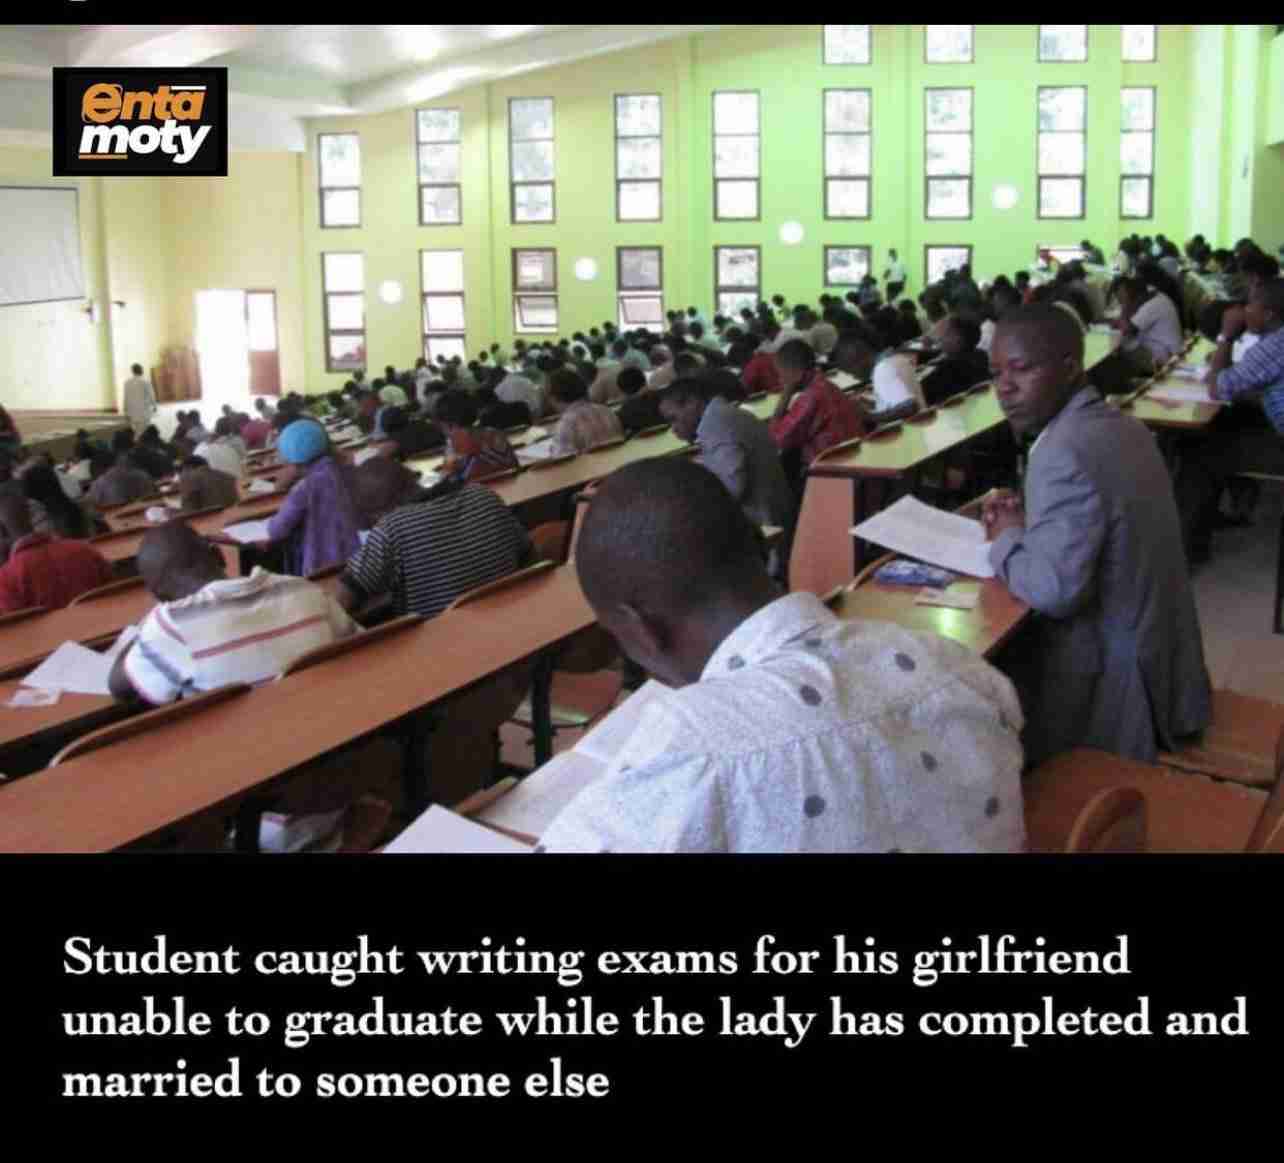 enta
moty
Student caught writing exams for his girlfriend
unable to graduate while the lady has completed and
married to someone else